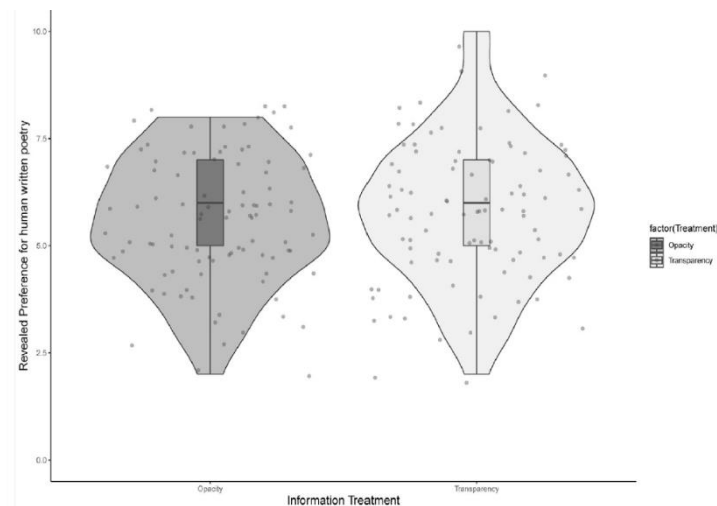 10.0
7.5
5.0
2.5
0.0
Revealed Preference for human written poetry
Opacity
Transparency
Information Treatment
factor(Treatment)
Opacity
Transparency